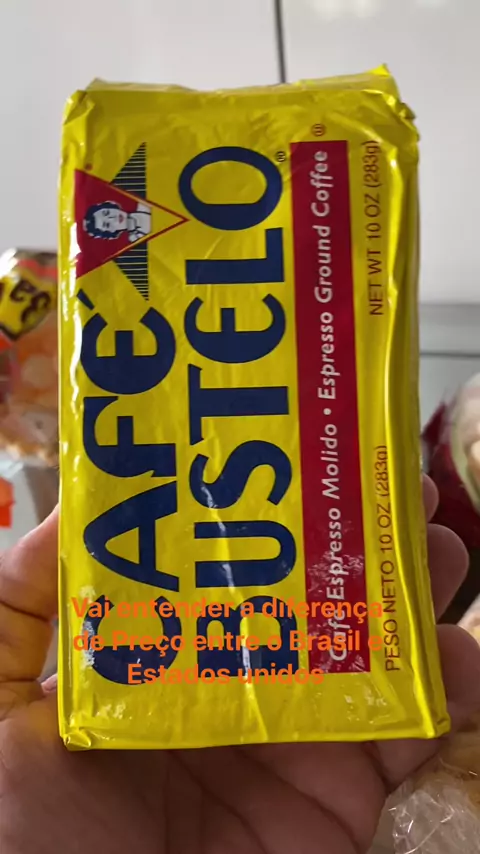 CAFÉ
BUSTELO®
Café Espresso Molido • Espresso Ground Coffee
PESO NETO 10 OZ (283g)
NET WT 10 OZ (283g)
Vai entender a diferença
de Preço entre o Brasil e
Estados unidos